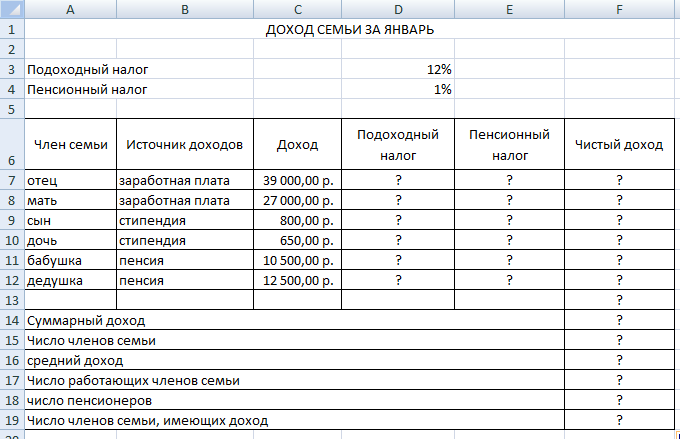 A B C D E F
1 ДОХОД СЕМЬИ ЗА ЯНВАРЬ
2
3 Подоходный налог 12%
4 Пенсионный налог 1%
5
6 Член семьи Источник доходов Доход Подоходный налог Пенсионный налог Чистый доход
7 отец заработная плата 39 000,00 р. ? ? ?
8 мать заработная плата 27 000,00 р. ? ? ?
9 сын стипендия 800,00 р. ? ? ?
10 дочь стипендия 650,00 р. ? ? ?
11 бабушка пенсия 10 500,00 р. ? ? ?
12 дедушка пенсия 12 500,00 р. ? ? ?
13 ?
14 Суммарный доход ?
15 Число членов семьи ?
16 средний доход ?
17 Число работающих членов семьи ?
18 число пенсионеров ?
19 Число членов семьи, имеющих доход ?